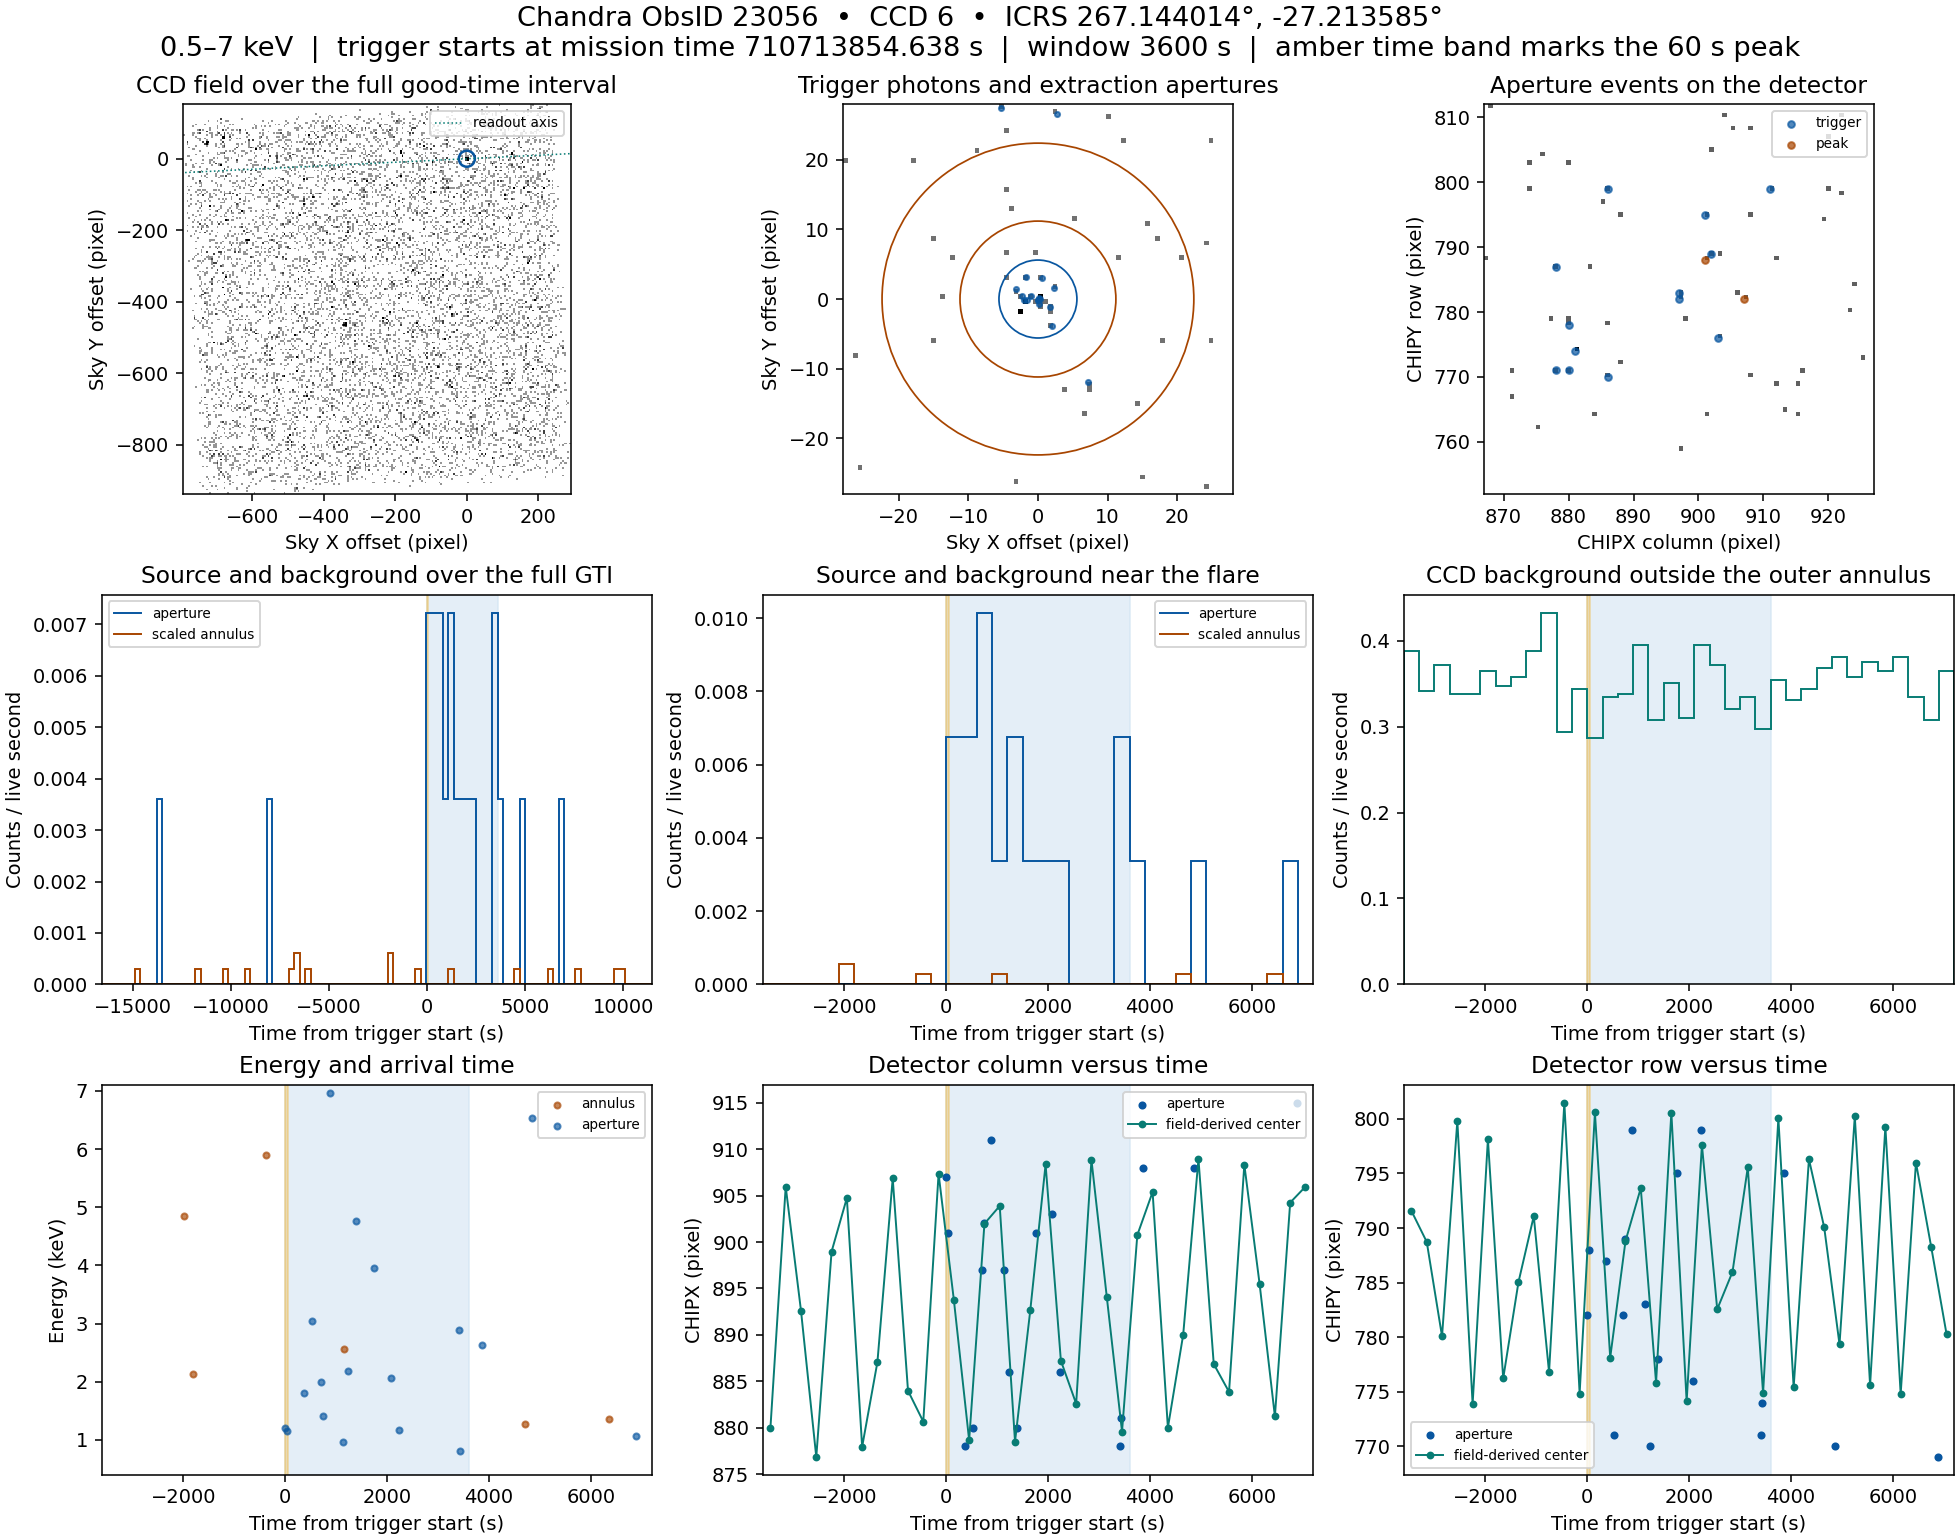 Chandra ObsID 23056 • CCD 6 • ICRS 267.144014°, -27.213585°
0.5–7 keV | trigger starts at mission time 710713854.638 s | window 3600 s | amber time band marks the 60 s peak
CCD field over the full good-time interval
readout axis
0
−200
−400
−600
−800
Sky Y offset (pixel)
−600
−400
−200
0
200
Sky X offset (pixel)
Trigger photons and extraction apertures
20
10
0
−10
−20
Sky Y offset (pixel)
−20
−10
0
10
20
Sky X offset (pixel)
Aperture events on the detector
trigger
peak
810
800
790
780
770
760
CHIPY row (pixel)
870
880
890
900
910
920
CHIPX column (pixel)
Source and background over the full GTI
aperture
scaled annulus
0.007
0.006
0.005
0.004
0.003
0.002
0.001
0.000
Counts / live second
−15000
−10000
−5000
0
5000
10000
Time from trigger start (s)
Source and background near the flare
aperture
scaled annulus
0.010
0.008
0.006
0.004
0.002
0.000
Counts / live second
−2000
0
2000
4000
6000
Time from trigger start (s)
CCD background outside the outer annulus
0.4
0.3
0.2
0.1
0.0
Counts / live second
−2000
0
2000
4000
6000
Time from trigger start (s)
Energy and arrival time
annulus
aperture
7
6
5
4
3
2
1
Energy (keV)
−2000
0
2000
4000
6000
Time from trigger start (s)
Detector column versus time
aperture
field-derived center
915
910
905
900
895
890
885
880
875
CHIPX (pixel)
−2000
0
2000
4000
6000
Time from trigger start (s)
Detector row versus time
800
795
790
785
780
775
770
CHIPY (pixel)
aperture
field-derived center
−2000
0
2000
4000
6000
Time from trigger start (s)